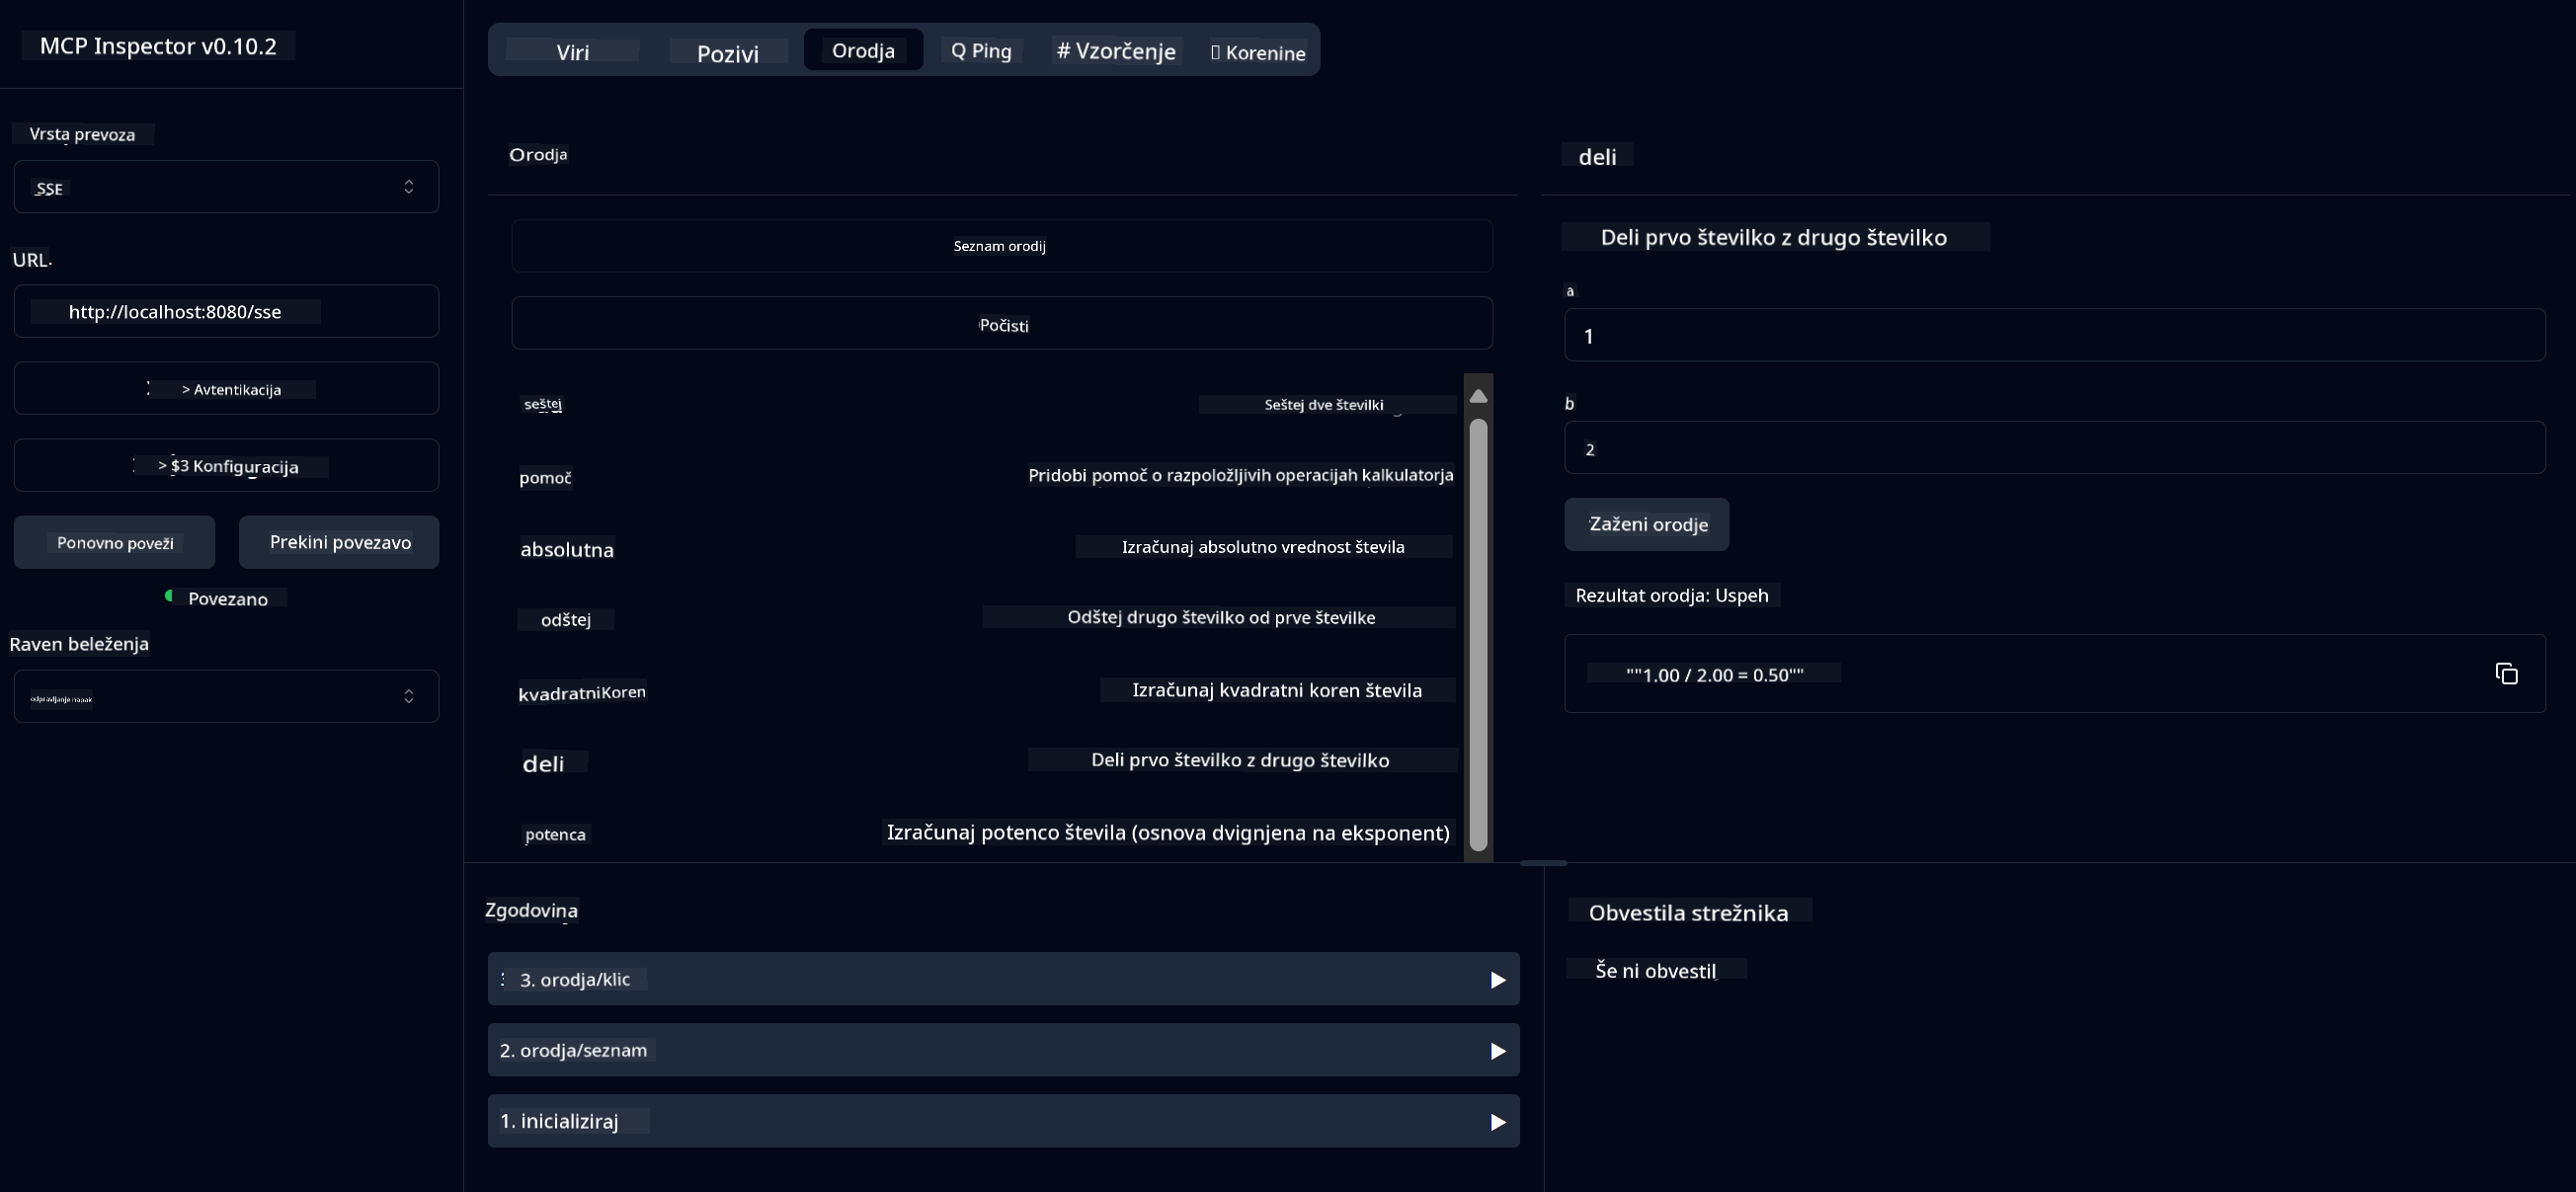 MCP Inspector v0.10.2
Vrsta prevoza
SSE
URL
http://localhost:8080/sse
> Avtentikacija
> $3 Konfiguracija
Ponovno poveži
Prekini povezavo
Povezano
Raven beleženja
odpravljanje napak
Viri
Pozivi
Orodja
Q Ping
# Vzorčenje
Korenine
Orodja
Seznam orodij
Počisti
seštej Seštej dve številki
pomoč Pridobi pomoč o razpoložljivih operacijah kalkulatorja
absolutna Izračunaj absolutno vrednost števila
odštej Odštej drugo številko od prve številke
kvadratniKoren Izračunaj kvadratni koren števila
deli Deli prvo številko z drugo številko
potenca Izračunaj potenco števila (osnova dvignjena na eksponent)
deli
Deli prvo številko z drugo številko
a
1
b
2
Zaženi orodje
Rezultat orodja: Uspeh
""1.00 / 2.00 = 0.50""
Zgodovina
3. orodja/klic
2. orodja/seznam
1. inicializiraj
Obvestila strežnika
Še ni obvestil